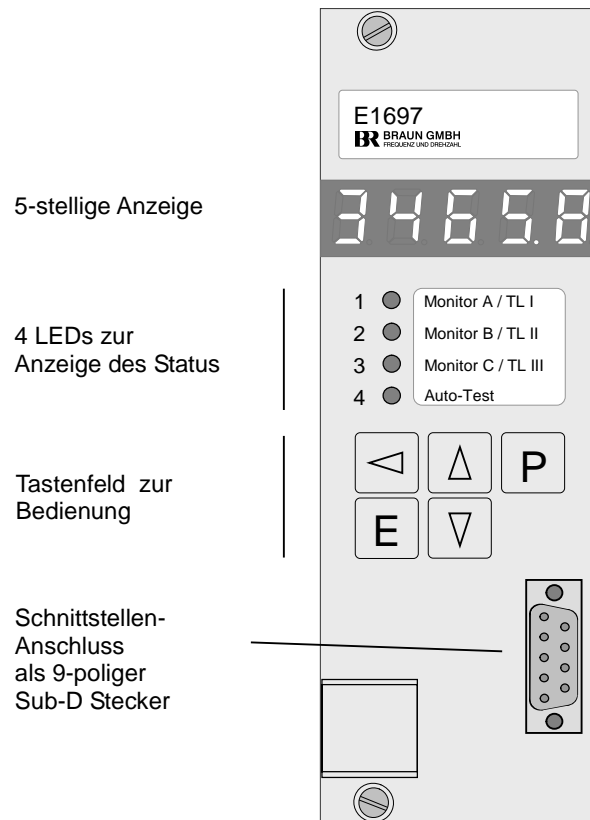 E1697
BR BRAUN GMBH
FREQUENZ UND DREHZAHL
5-stellige Anzeige
3465.8
4 LEDs zur
Anzeige des Status
1 Monitor A / TL I
2 Monitor B / TL II
3 Monitor C / TL III
4 Auto-Test
Tastenfeld zur
Bedienung
P
E
Schnittstellen-
Anschluss
als 9-poliger
Sub-D Stecker